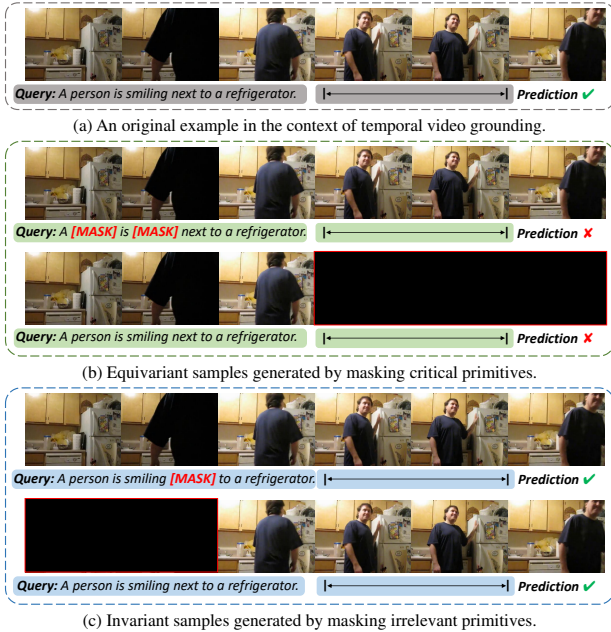 Query: A person is smiling next to a refrigerator. Prediction ✔
(a) An original example in the context of temporal video grounding.
Query: A [MASK] is [MASK] next to a refrigerator. Prediction ✘
Query: A person is smiling next to a refrigerator. Prediction ✘
(b) Equivariant samples generated by masking critical primitives.
Query: A person is smiling [MASK] to a refrigerator. Prediction ✔
Query: A person is smiling next to a refrigerator. Prediction ✔
(c) Invariant samples generated by masking irrelevant primitives.